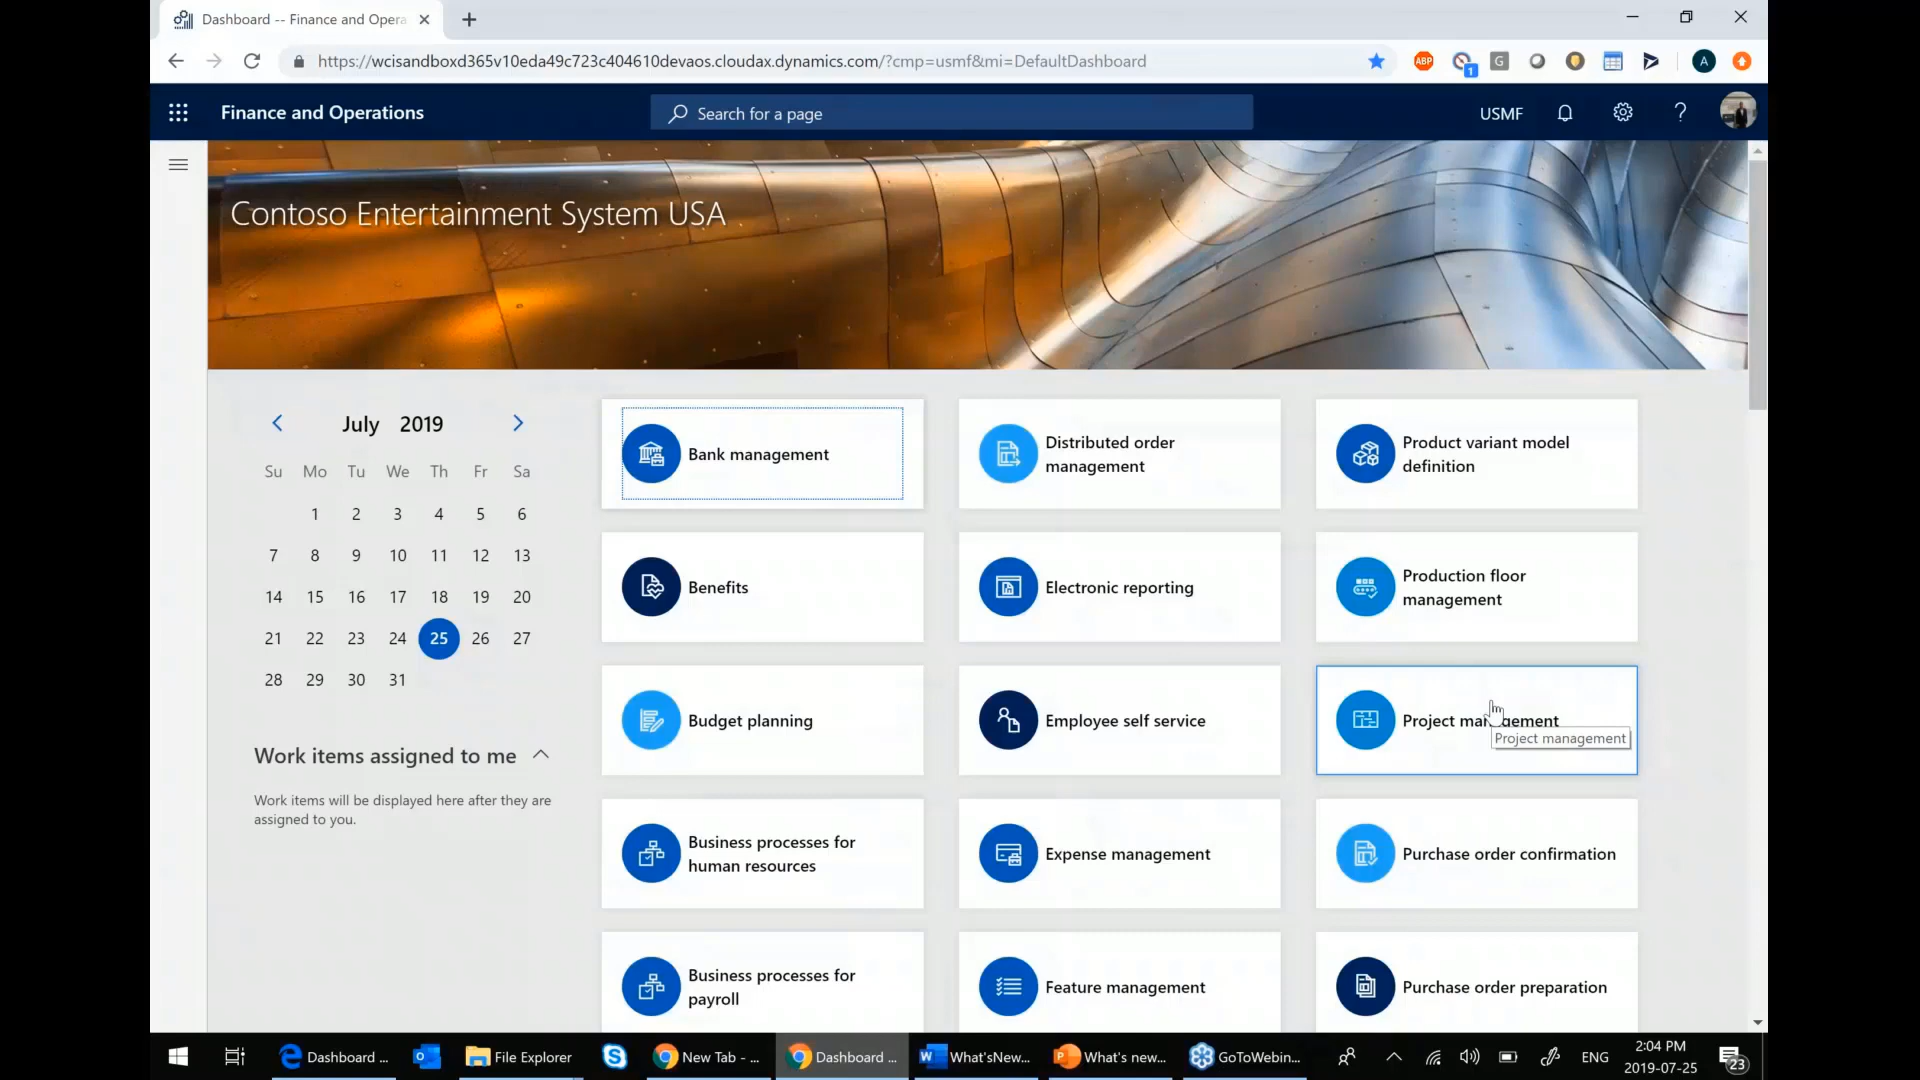 Dashboard -- Finance and Opera
https://wcisandboxd365v10eda49c723c404610devaos.cloudax.dynamics.com/?cmp=usmf&mi=DefaultDashboard
ABP
1
G
A
Finance and Operations
Search for a page
USMF
?
Contoso Entertainment System USA
July 2019
Su Mo Tu We Th Fr Sa
1 2 3 4 5 6
7 8 9 10 11 12 13
14 15 16 17 18 19 20
21 22 23 24 25 26 27
28 29 30 31
Work items assigned to me
Work items will be displayed here after they are
assigned to you.
Bank management
Distributed order
management
Product variant model
definition
Benefits
Electronic reporting
Production floor
management
Budget planning
Employee self service
Project management
Project management
Business processes for
human resources
Expense management
Purchase order confirmation
Business processes for
payroll
Feature management
Purchase order preparation
Dashboard ...
File Explorer
New Tab - ...
Dashboard ...
What'sNew...
What's new...
GoToWebin...
ENG
2:04 PM
2019-07-25
23